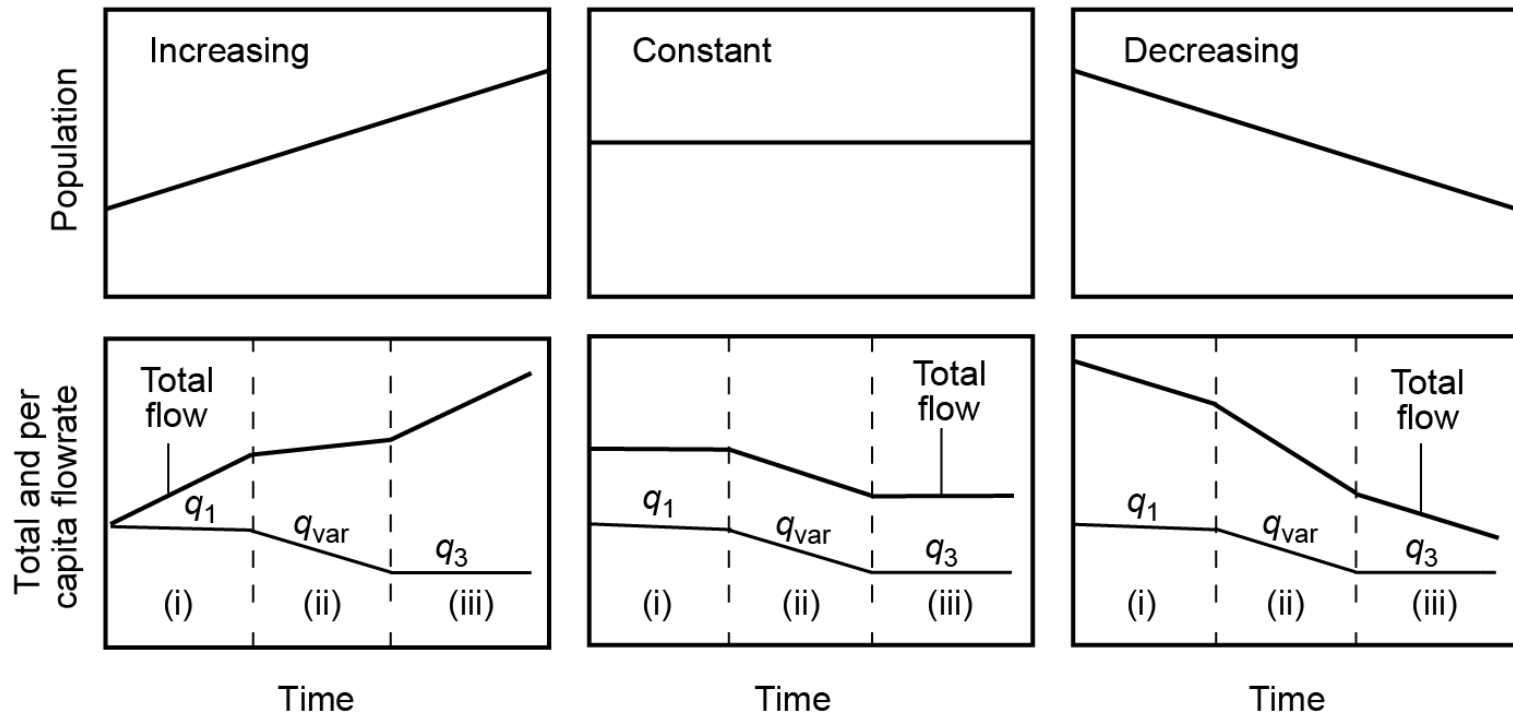 Increasing
Constant
Decreasing
Population
Total
flow
q1
qvar
q3
(i)
(ii)
(iii)
Total
flow
q1
qvar
q3
(i)
(ii)
(iii)
Total
flow
q1
qvar
q3
(i)
(ii)
(iii)
Total and per
capita flowrate
Time
Time
Time